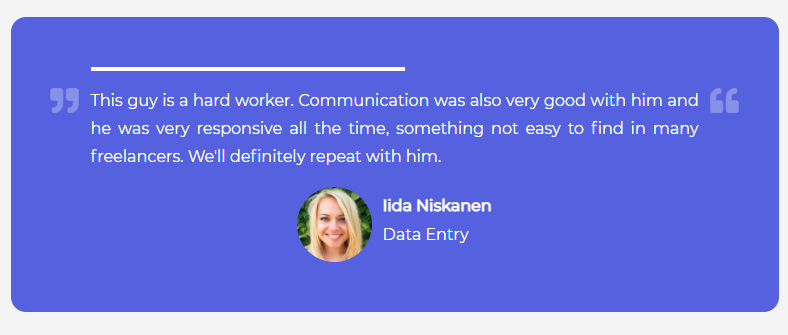 This guy is a hard worker. Communication was also very good with him and
he was very responsive all the time, something not easy to find in many
freelancers. We'll definitely repeat with him.
Iida Niskanen
Data Entry